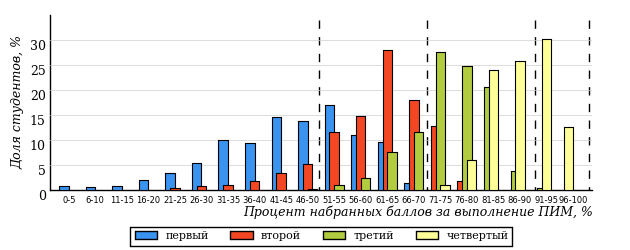 Доля студентов, %
30
25
20
15
10
5
0
0-5 6-10 11-15 16-20 21-25 26-30 31-35 36-40 41-45 46-50 51-55 56-60 61-65 66-70 71-75 76-80 81-85 86-90 91-95 96-100
Процент набранных баллов за выполнение ПИМ, %
первый второй третий четвертый